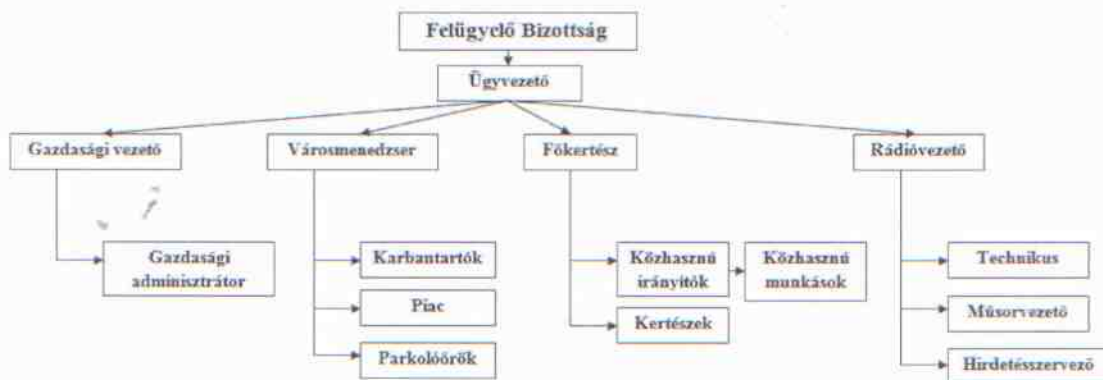 Felügyelő Bizottság
Ügyvezető
Gazdasági vezető
Városmenedzser
Főkertész
Rádióvezető
Gazdasági
adminisztrátor
Karbantartók
Piac
Parkolóőrök
Közhasznú
irányítók
Közhasznú
munkások
Kertészek
Technikus
Műsorvezető
Hirdetésszervező